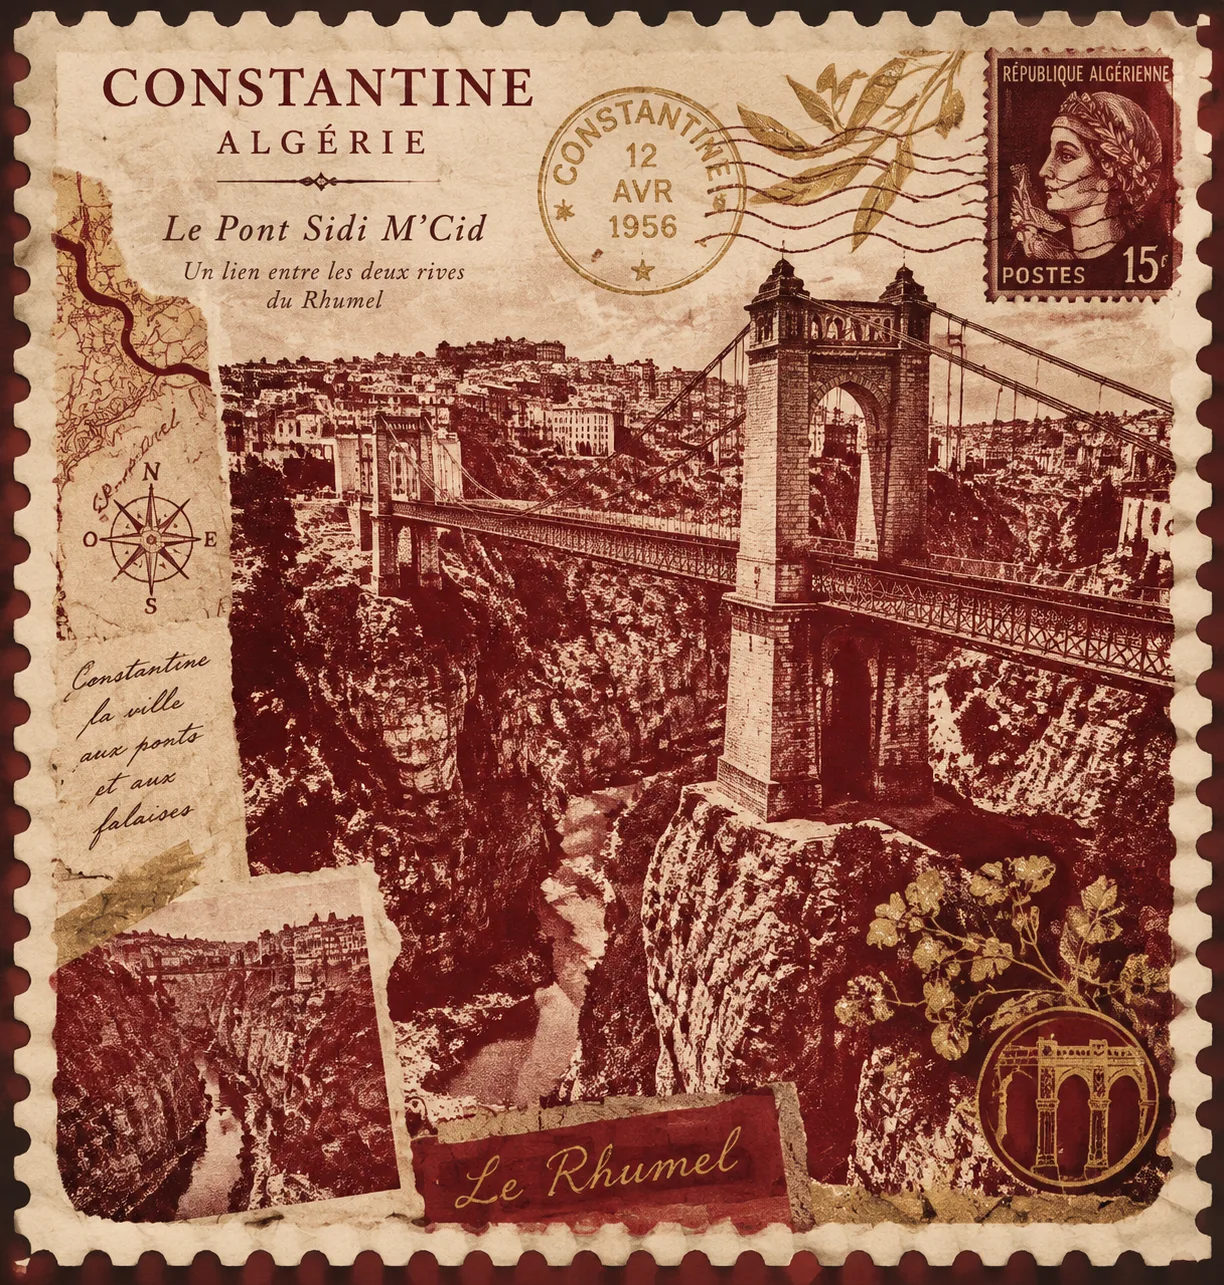 CONSTANTINE
ALGÉRIE
Le Pont Sidi M'Cid
Un lien entre les deux rives
du Rhumel
CONSTANTINE
12
AVR
1956
RÉPUBLIQUE ALGÉRIENNE
POSTES 15
N
O E
S
Constantine
la ville
aux ponts
et aux
falaises
Le Rhumel